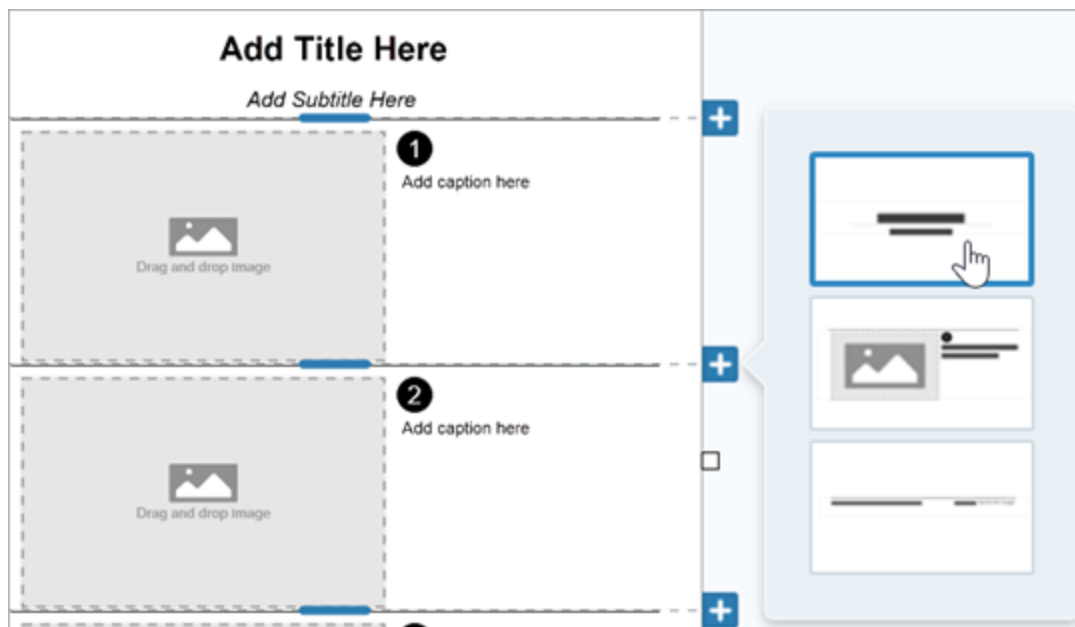 Add Title Here
Add Subtitle Here
1
Add caption here
Drag and drop image
2
Add caption here
Drag and drop image